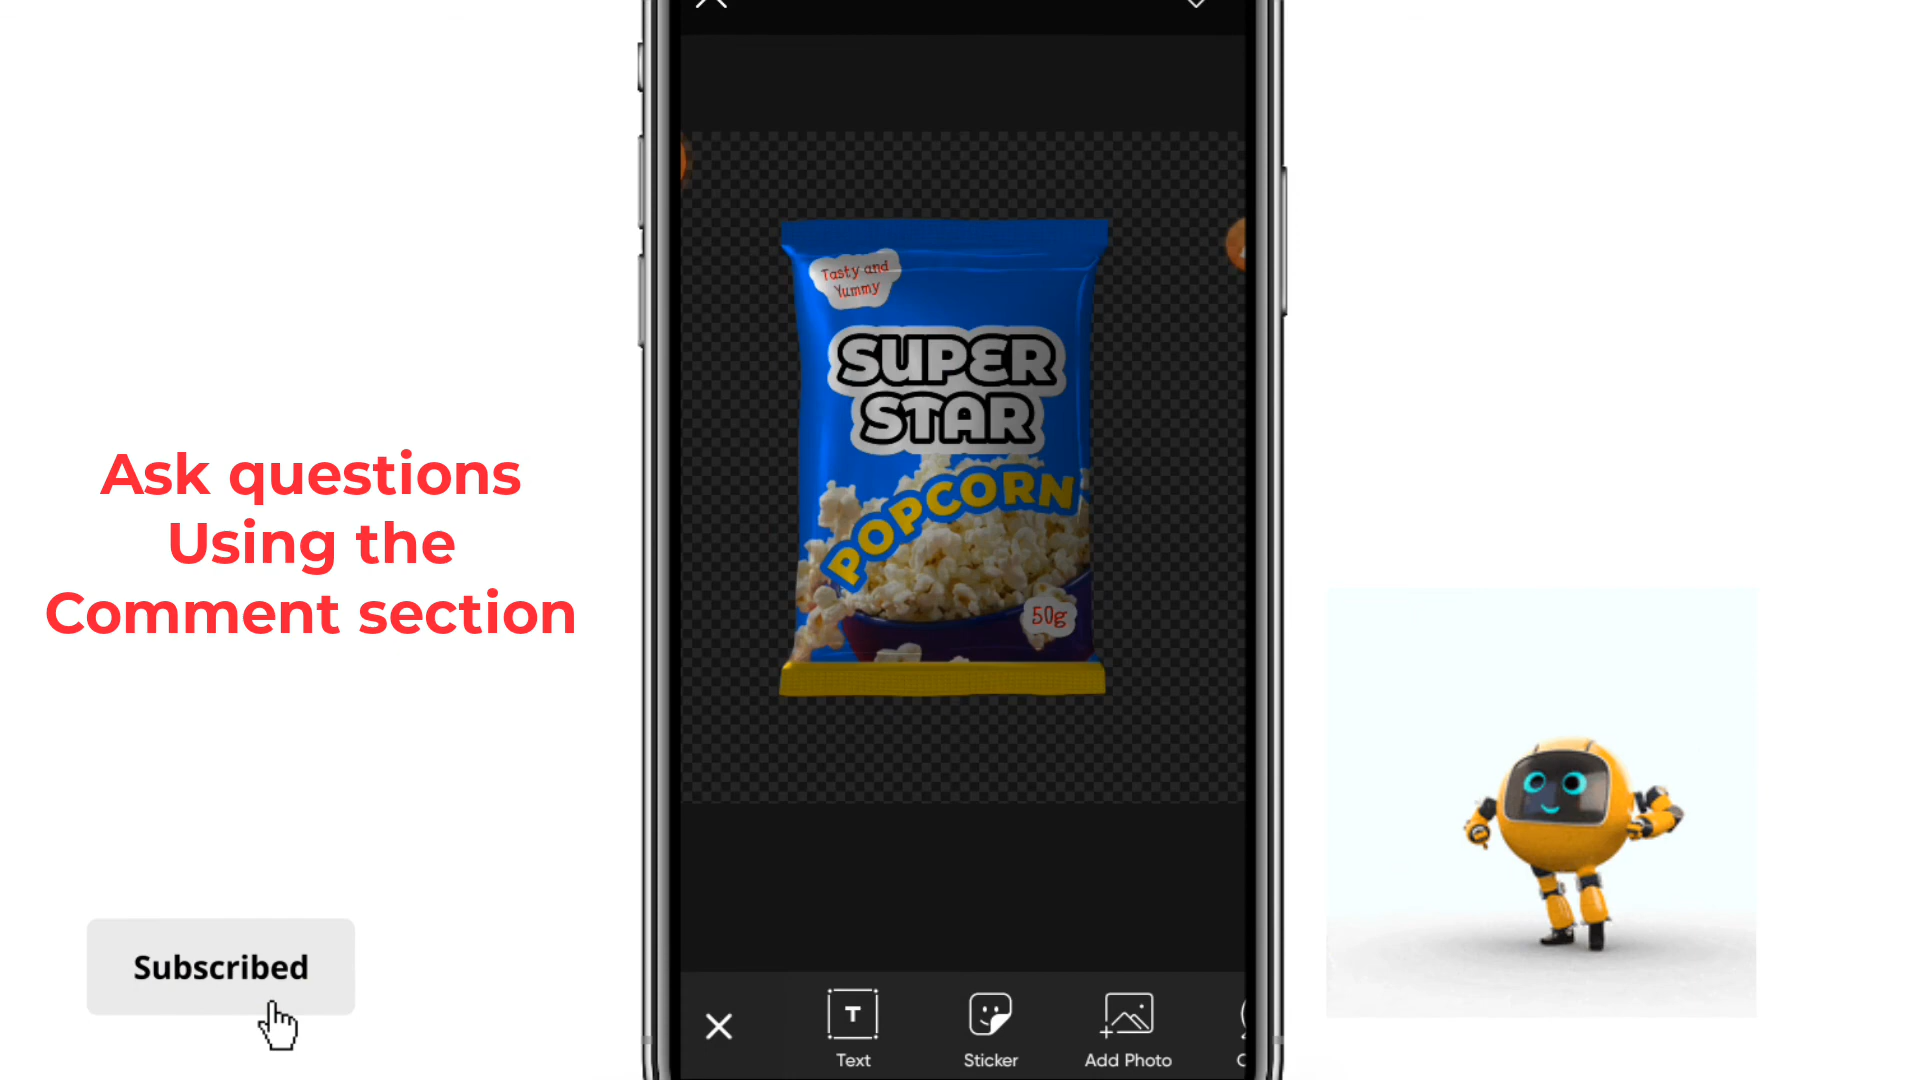 Tasty and
Yummy
SUPER
STAR
POPCORN
50g
Ask questions
Using the
Comment section
Subscribed
T
Text
Sticker
Add Photo